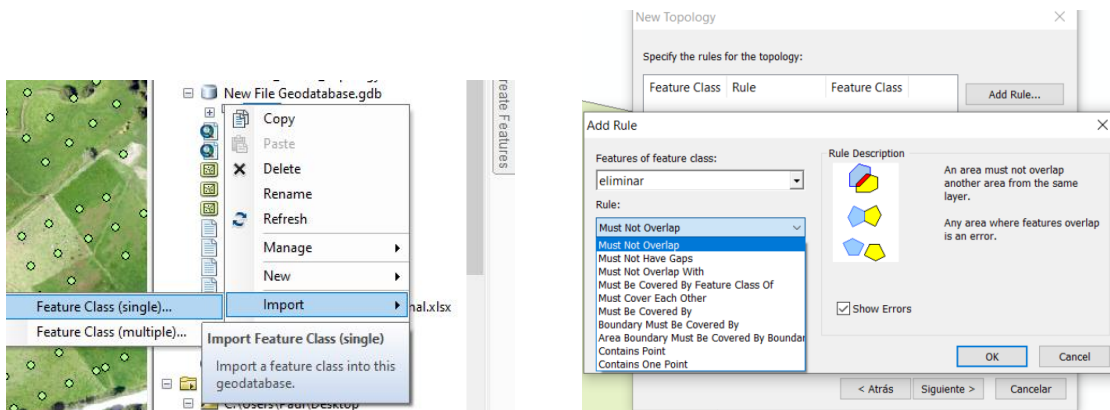 New File Geodatabase.gdb
Copy
Paste
Delete
Rename
Refresh
Manage
New
Import
Feature Class (single)...
Feature Class (multiple)...
Import Feature Class (single)
Import a feature class into this
geodatabase.
nal.xlsx
C:\Users\Paul\Desktop
reate Features
New Topology
Specify the rules for the topology:
Feature Class Rule Feature Class
Add Rule...
Add Rule
Features of feature class:
eliminar
Rule:
Must Not Overlap
Must Not Overlap
Must Not Have Gaps
Must Not Overlap With
Must Be Covered By Feature Class Of
Must Cover Each Other
Must Be Covered By
Boundary Must Be Covered By
Area Boundary Must Be Covered By Boundar
Contains Point
Contains One Point
Rule Description
An area must not overlap
another area from the same
layer.
Any area where features overlap
is an error.
Show Errors
OK Cancel
< Atrás Siguiente > Cancelar